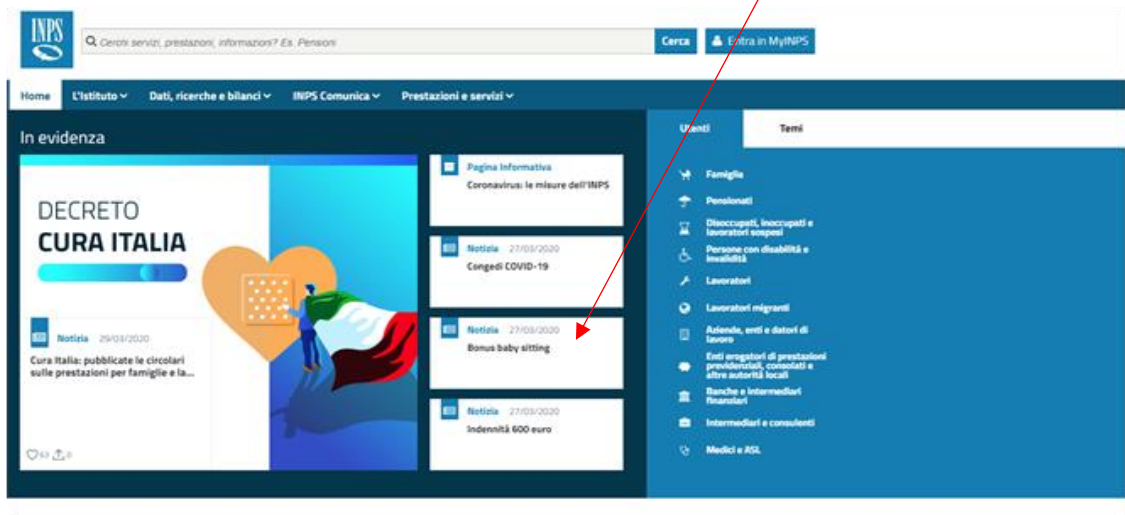 INPS
Cerchi servizi, prestazioni, informazioni? Es. Pensioni
Cerca
Entra in MyINPS
Home
L'Istituto
Dati, ricerche e bilanci
INPS Comunica
Prestazioni e servizi
In evidenza
DECRETO
CURA ITALIA
Notizia 29/03/2020
Cura Italia: pubblicate le circolari
sulle prestazioni per famiglie e la...
Pagina Informativa
Coronavirus: le misure dell'INPS
Notizia 27/03/2020
Congedi COVID-19
Notizia 27/03/2020
Bonus baby sitting
Notizia 27/03/2020
Indennità 600 euro
Utenti
Temi
Famiglia
Pensionati
Disoccupati, inoccupati e
lavoratori sospesi
Persone con disabilità e
invalidità
Lavoratori
Lavoratori migranti
Aziende, enti e datori di
lavoro
Enti erogatori di prestazioni
previdenziali, consolati e
altre autorità locali
Banche e intermediari
finanziari
Intermediari e consulenti
Medici e ASL